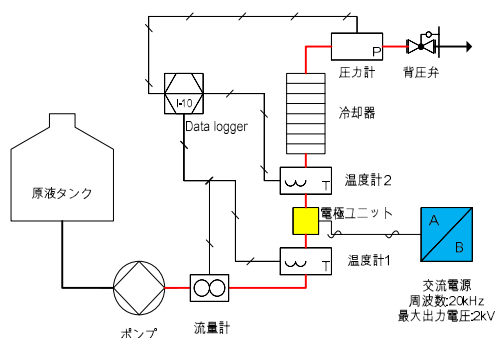 P
圧力計
背圧弁
I-10
Data logger
冷却器
原液タンク
T
温度計2
電極ユニット
A
B
T
温度計1
交流電源
周波数:20kHz
最大出力電圧:2kV
ポンプ
流量計